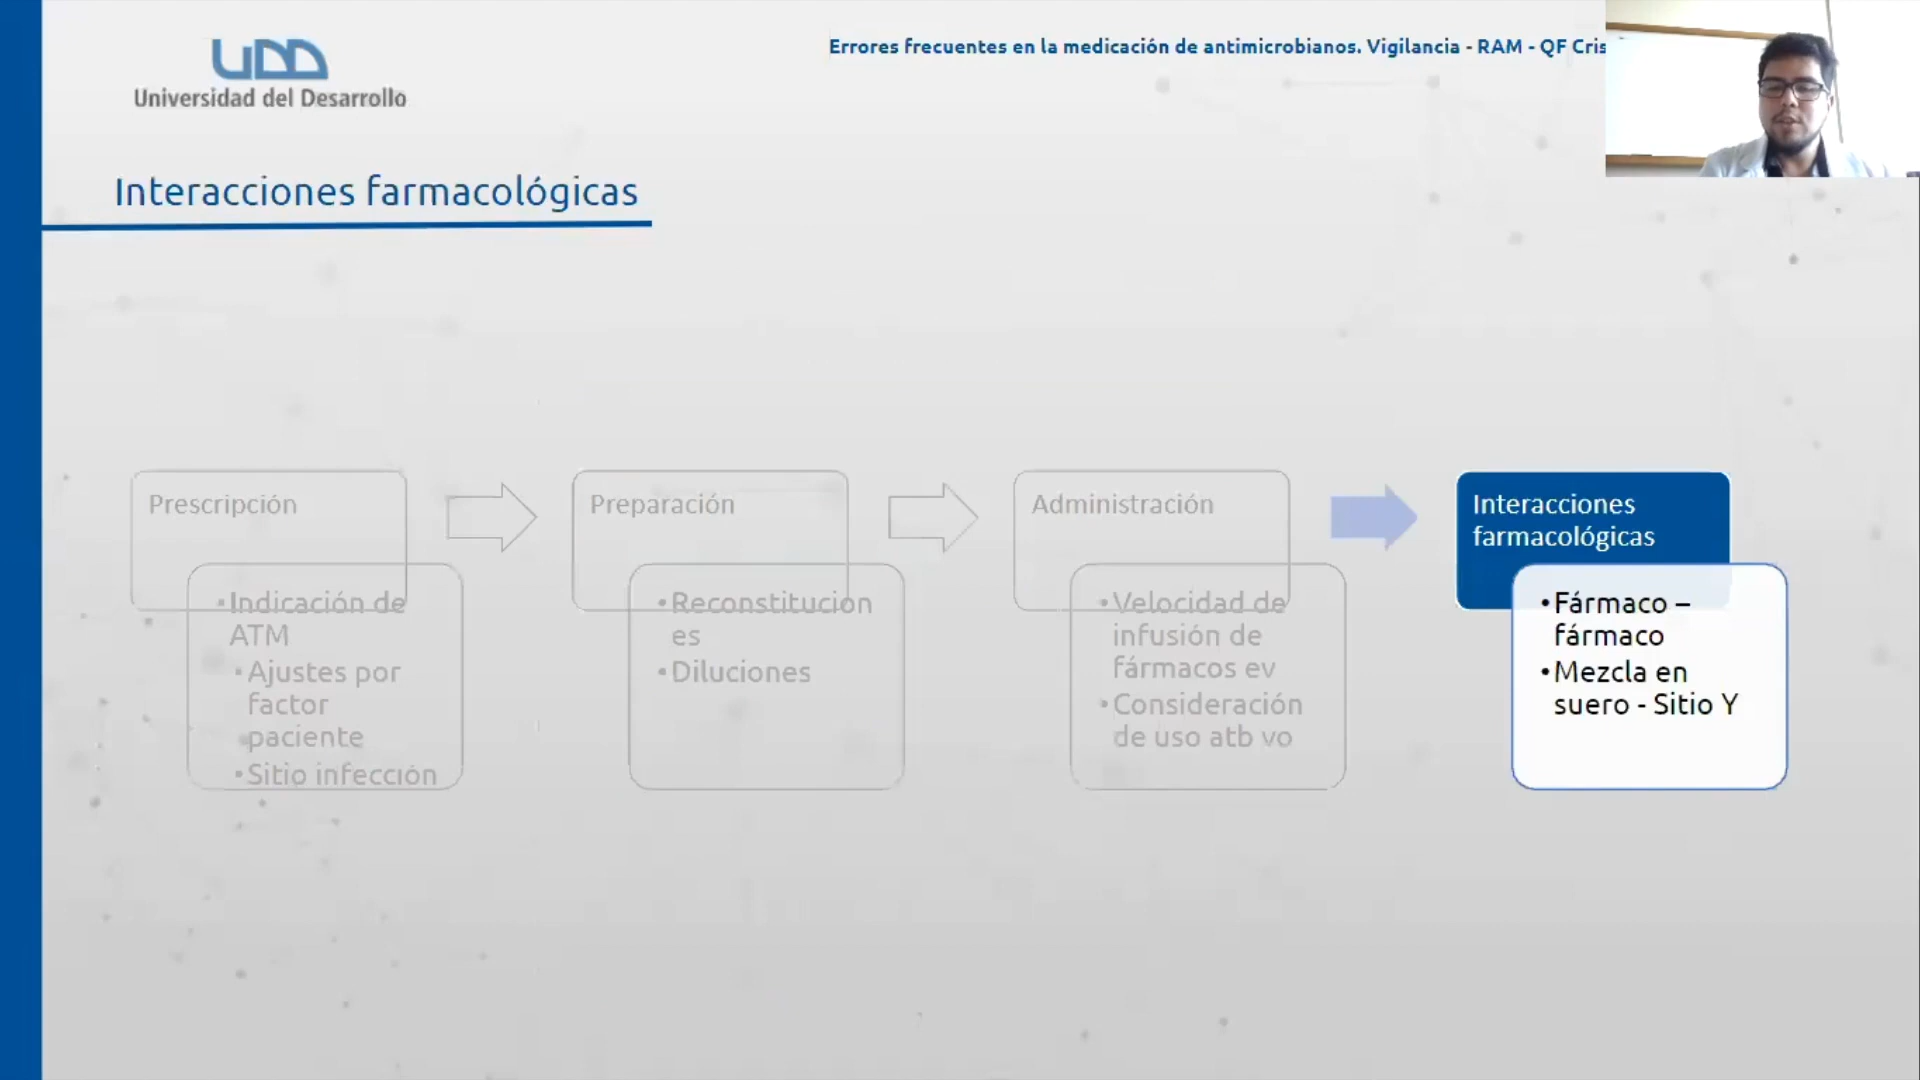 Errores frecuentes en la medicación de antimicrobianos. Vigilancia - RAM - QF
UDD
Universidad del Desarrollo
Interacciones farmacológicas
Prescripción
•Indicación de
ATM
•Ajustes por
factor
paciente
•Sitio infección
Preparación
•Reconstitucion
es
•Diluciones
Administración
•Velocidad de
infusión de
fármacos ev
•Consideración
de uso atb vo
Interacciones
farmacológicas
•Fármaco –
fármaco
•Mezcla en
suero - Sitio Y